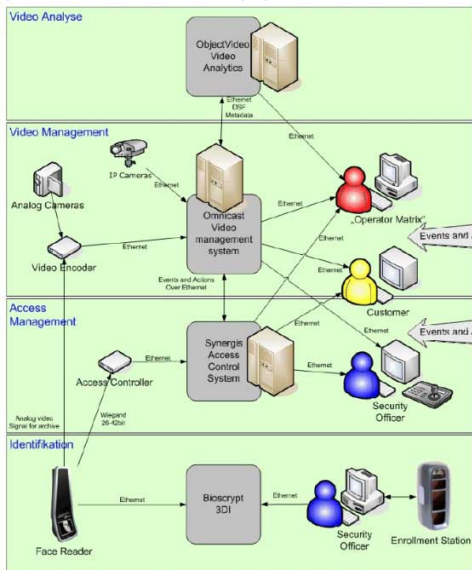 Video Analyse
ObjectVideo
Video
Analytics
Ethernet
DSF
Metadata
Ethernet
Video Management
IP Cameras
Ethernet
Analog Cameras
Omnicast
Video
management
system
Ethernet
„Operator Matrix“
Events and
Video Encoder
Ethernet
Ethernet
Events and Actions
Over Ethernet
Customer
Access
Management
Ethernet
Events and
Synergis
Access
Control
System
Ethernet
Access Controller
Ethernet
Security
Officer
Analog video
Signal for archive
Wiegand
26-42bit
Identifikation
Bioscrypt
3DI
Ethernet
Ethernet
Face Reader
Security
Officer
Enrollment Station